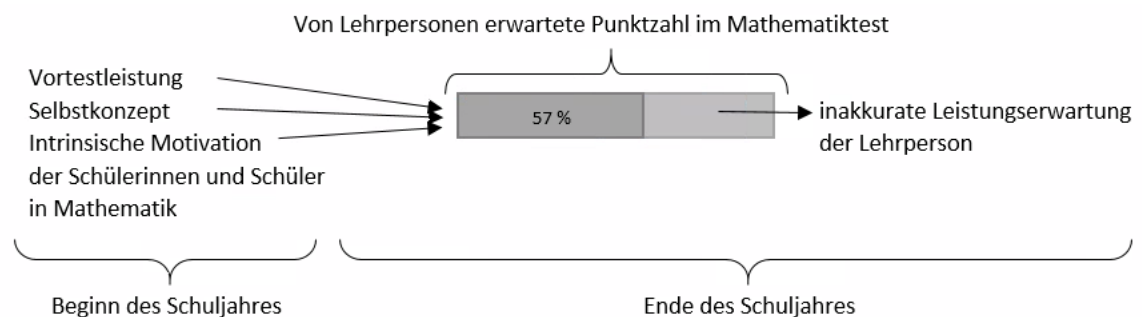 Von Lehrpersonen erwartete Punktzahl im Mathematiktest
Vortestleistung
Selbstkonzept
Intrinsische Motivation
der Schülerinnen und Schüler
in Mathematik
57 %
inakkurate Leistungserwartung
der Lehrperson
Beginn des Schuljahres
Ende des Schuljahres